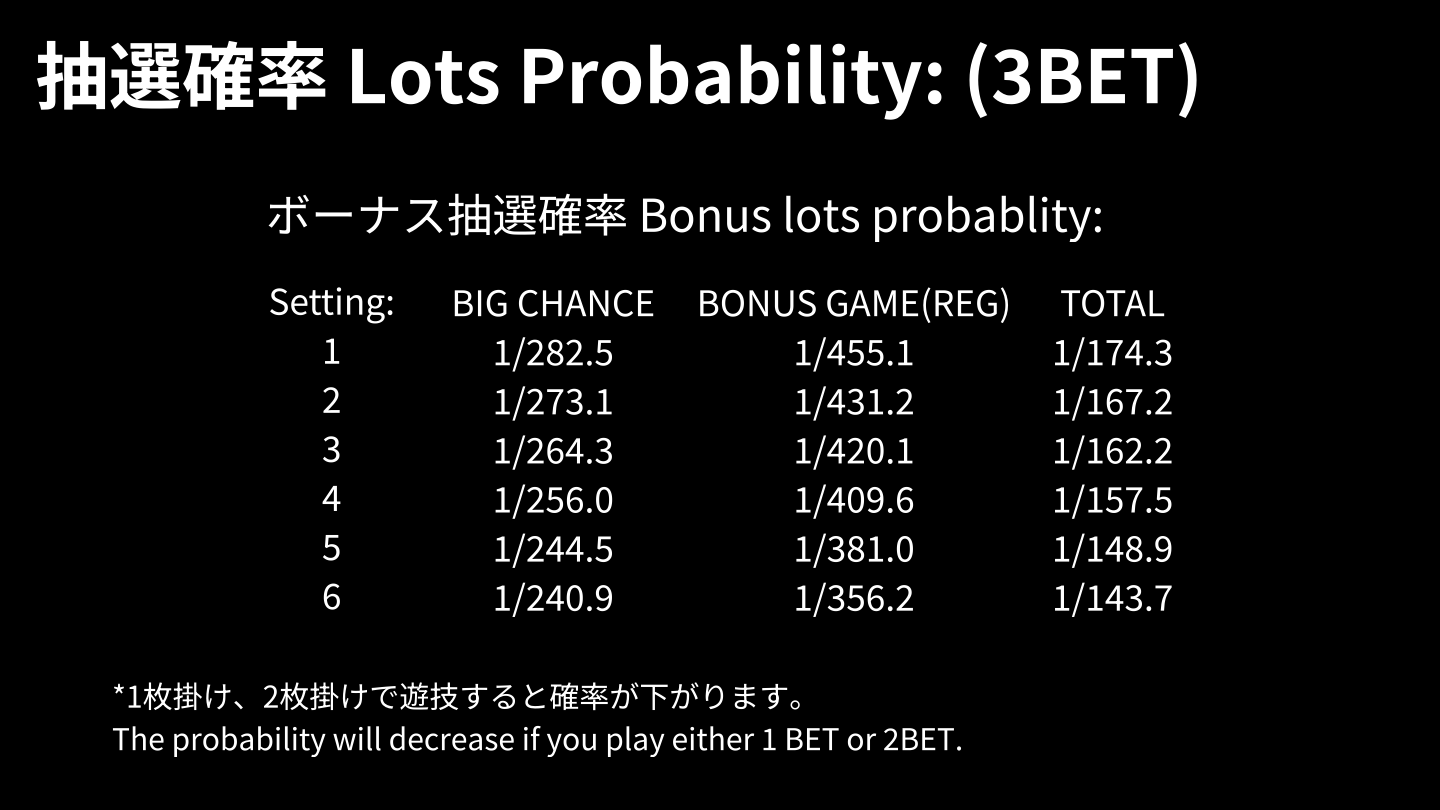 抽選確率 Lots Probability: (3BET)
ボーナス抽選確率 Bonus lots probablity:
Setting: BIG CHANCE BONUS GAME(REG) TOTAL
1 1/282.5 1/455.1 1/174.3
2 1/273.1 1/431.2 1/167.2
3 1/264.3 1/420.1 1/162.2
4 1/256.0 1/409.6 1/157.5
5 1/244.5 1/381.0 1/148.9
6 1/240.9 1/356.2 1/143.7
*1枚掛け、2枚掛けで遊技すると確率が下がります。
The probability will decrease if you play either 1 BET or 2BET.